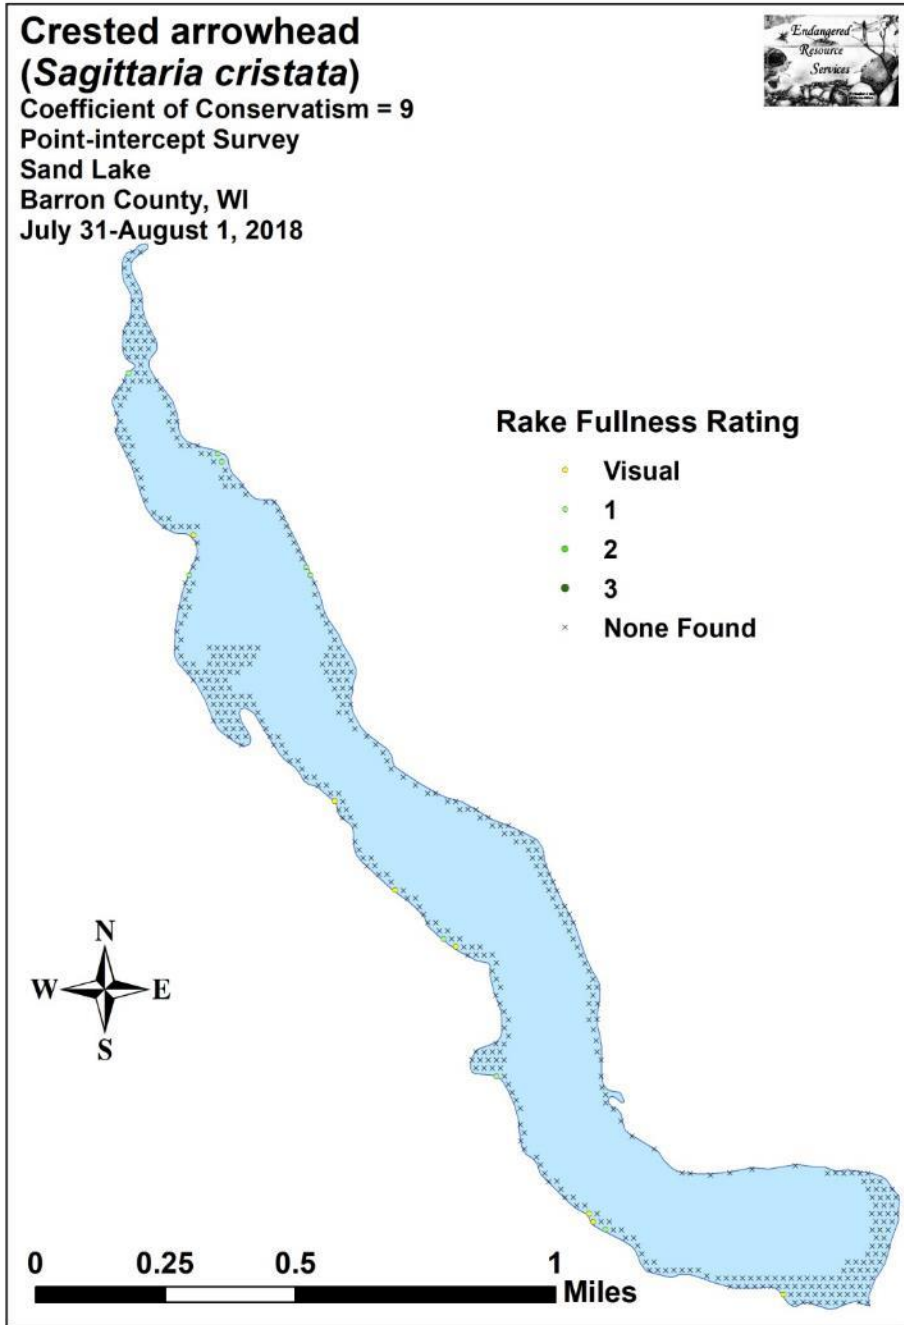 Crested arrowhead
(Sagittaria cristata)
Coefficient of Conservatism = 9
Point-intercept Survey
Sand Lake
Barron County, WI
July 31-August 1, 2018
Endangered
Resource
Services
Rake Fullness Rating
Visual
1
2
3
None Found
N
W E
S
0 0.25 0.5 1
Miles